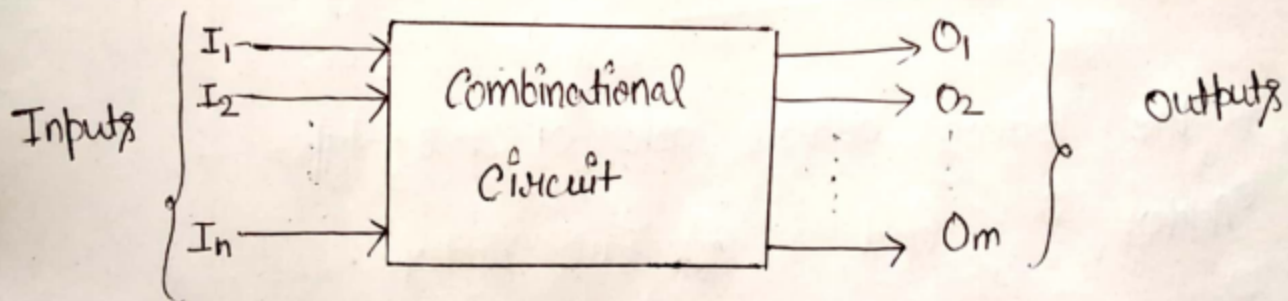 I1
O1
I2
Combinational
O2
Inputs
Outputs
Circuit
In
Om